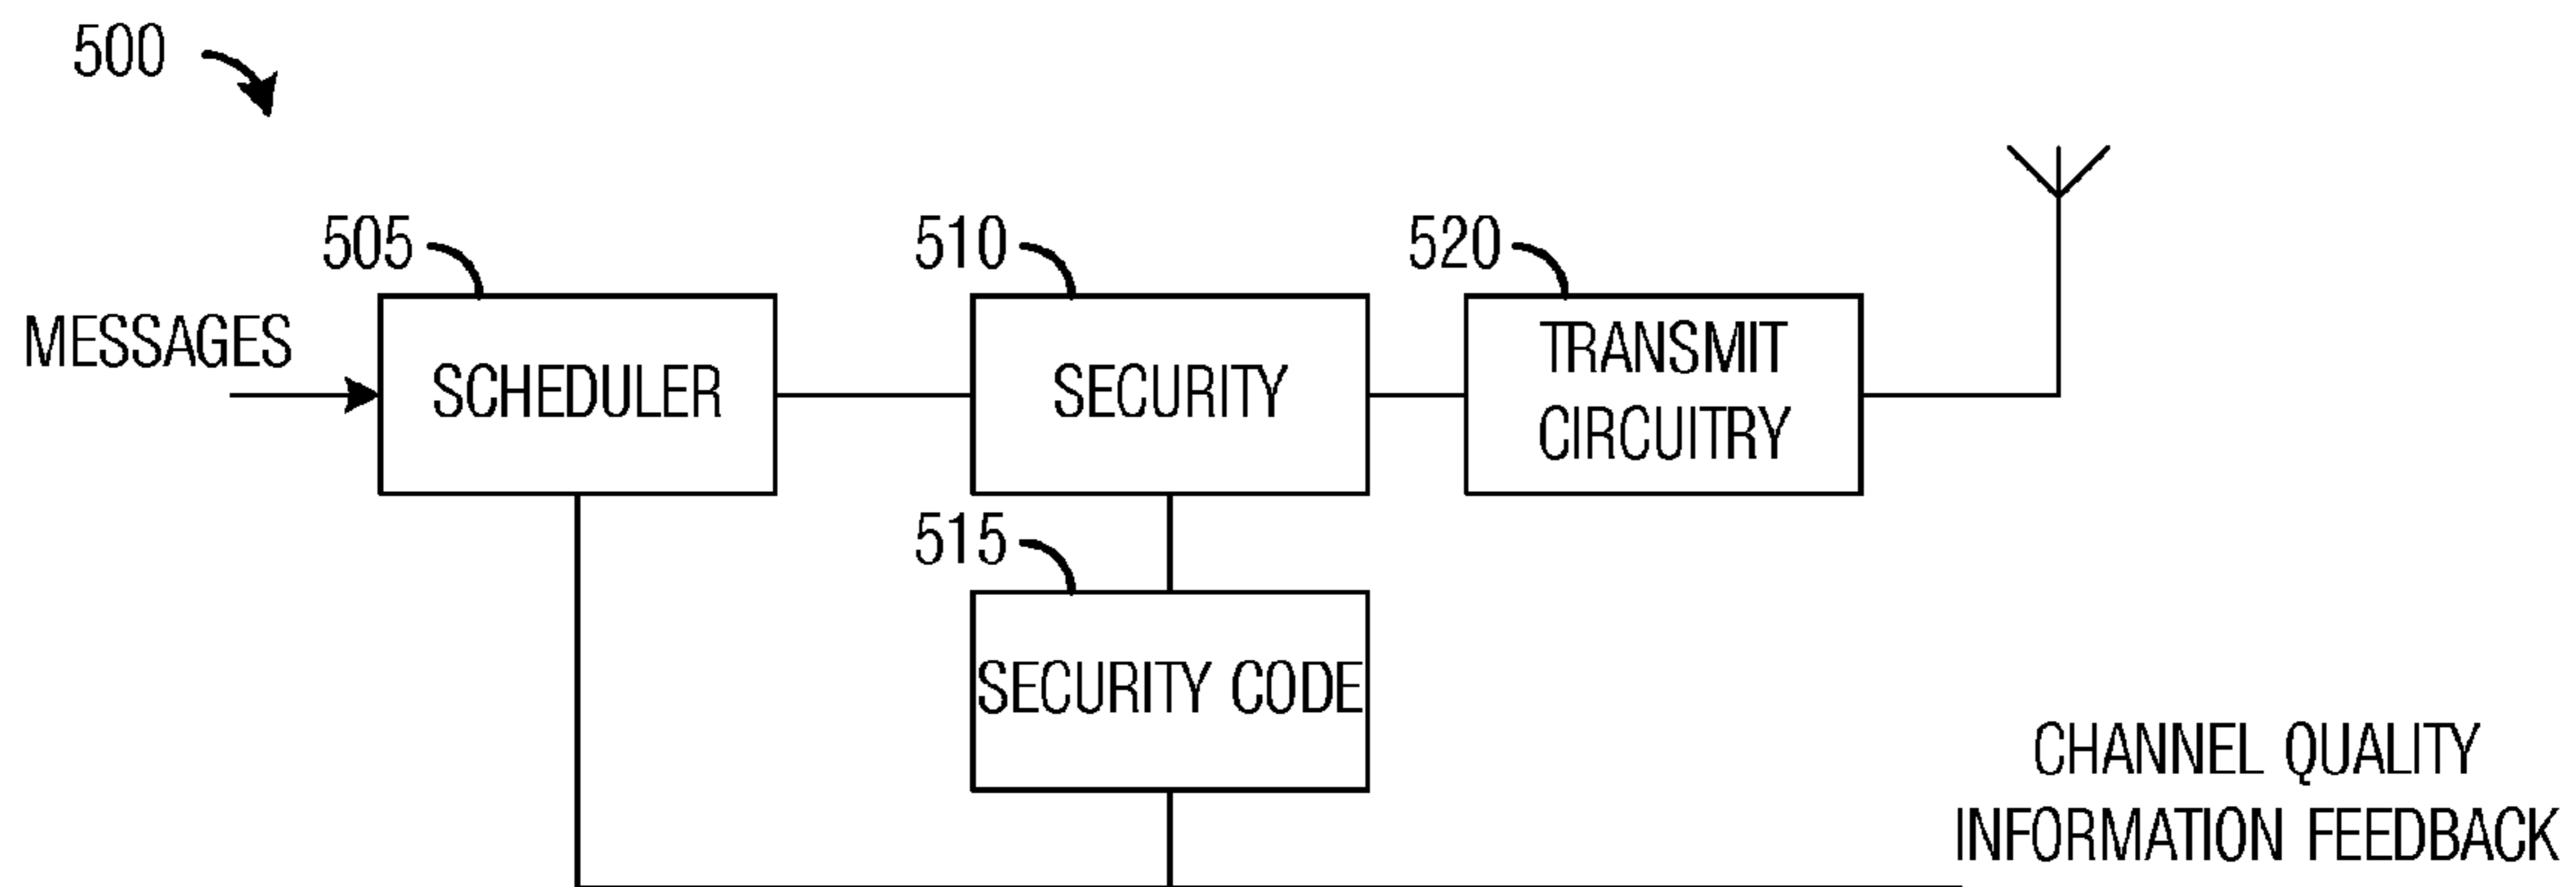 500
505
510
520
MESSAGES
SCHEDULER
SECURITY
TRANSMIT
CIRCUITRY
515
SECURITY CODE
CHANNEL QUALITY
INFORMATION FEEDBACK